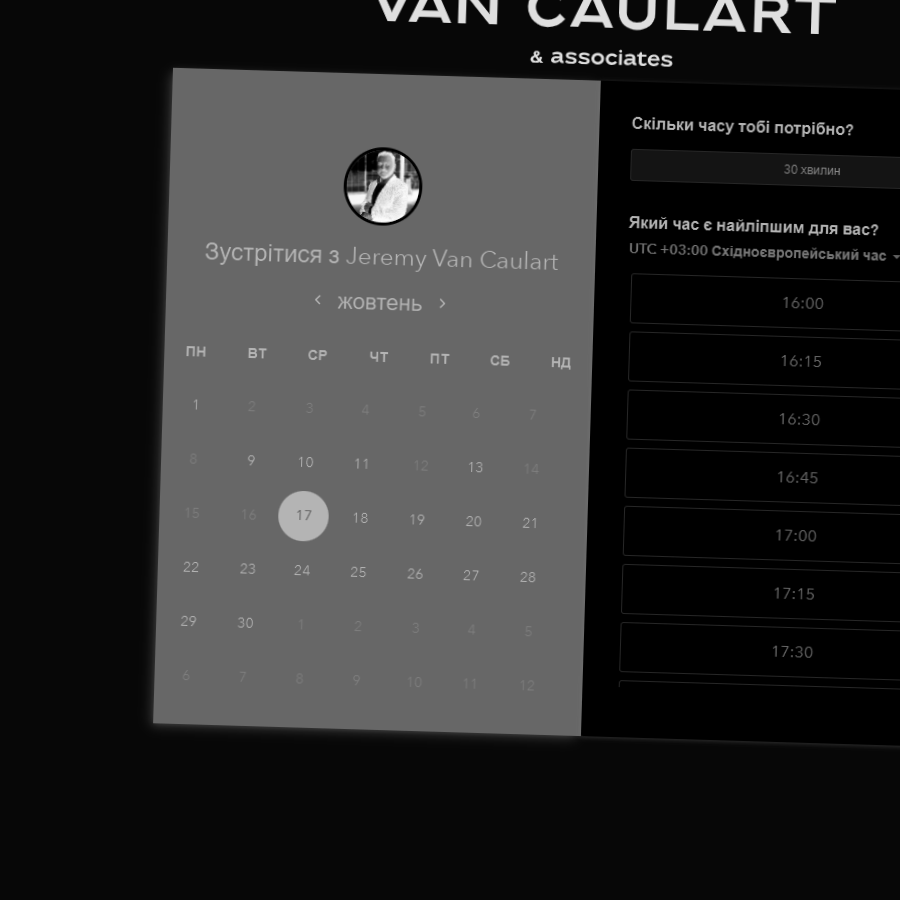 VAN CAULART
& associates
Зустрітися з Jeremy Van Caulart
жовтень
ПН ВТ СР ЧТ ПТ СБ НД
1 2 3 4 5 6 7
8 9 10 11 12 13 14
15 16 17 18 19 20 21
22 23 24 25 26 27 28
29 30 1 2 3 4 5
6 7 8 9 10 11 12
Скільки часу тобі потрібно?
30 хвилин
Який час є найліпшим для вас?
UTC +03:00 Східноєвропейський час
16:00
16:15
16:30
16:45
17:00
17:15
17:30